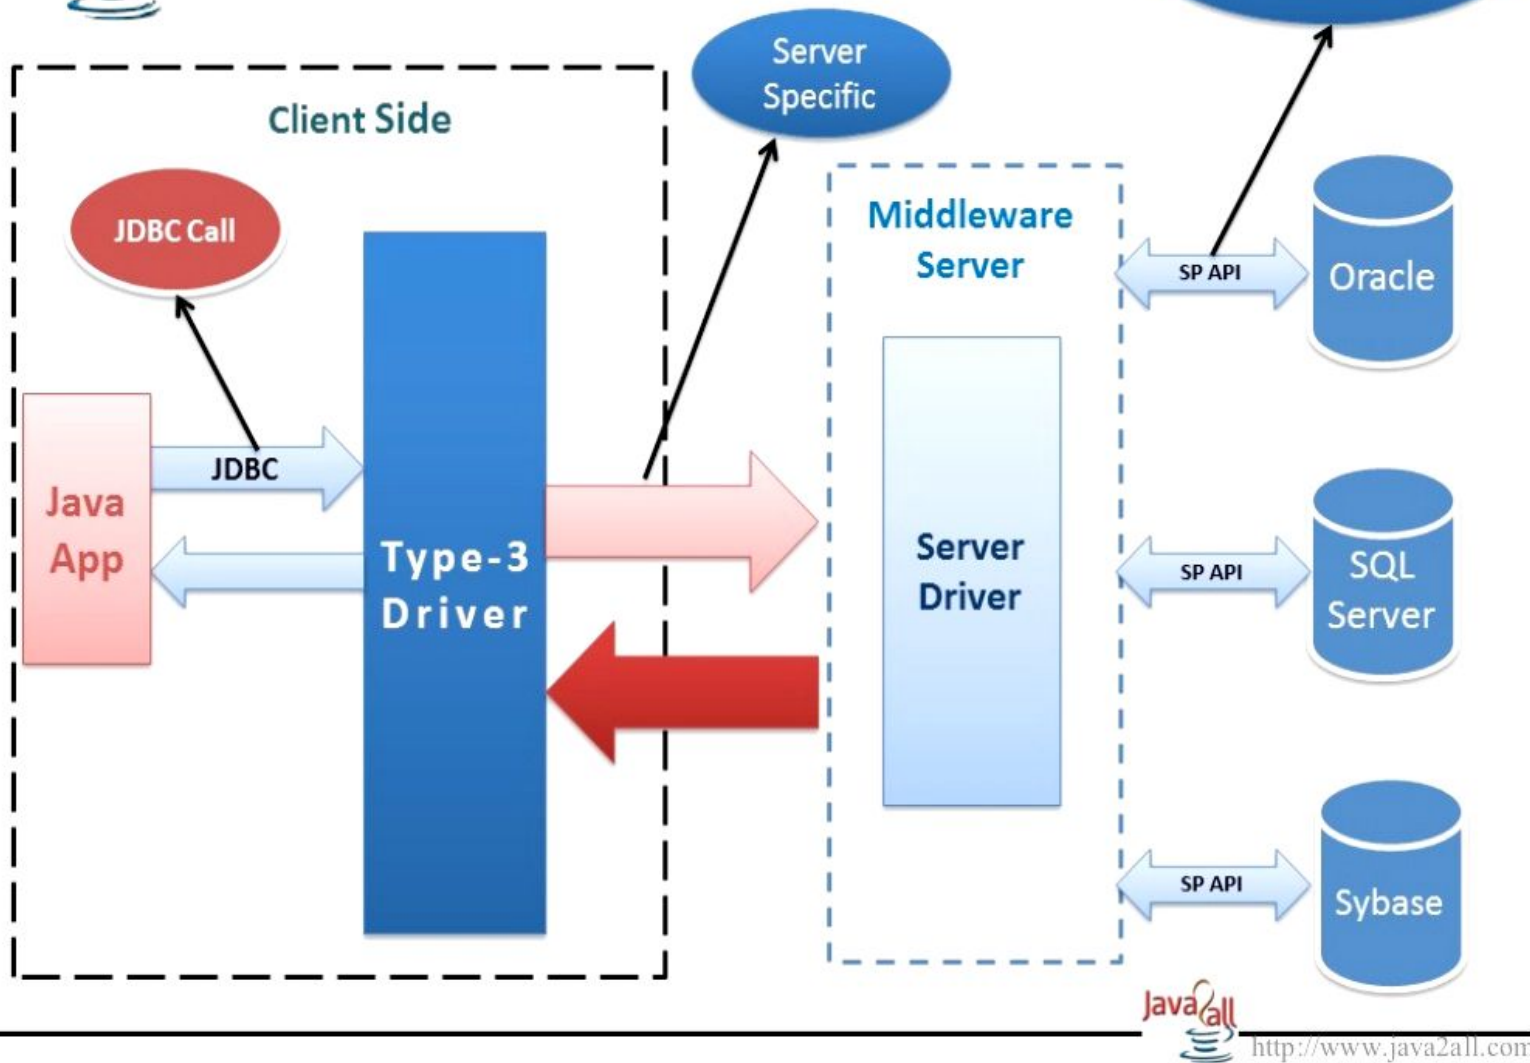 Server
Specific
Client Side
JDBC Call
Middleware
Server
SP API
Oracle
JDBC
Java
App
Type-3
Driver
Server
Driver
SP API
SQL
Server
SP API
Sybase
Java2all
http://www.java2all.com